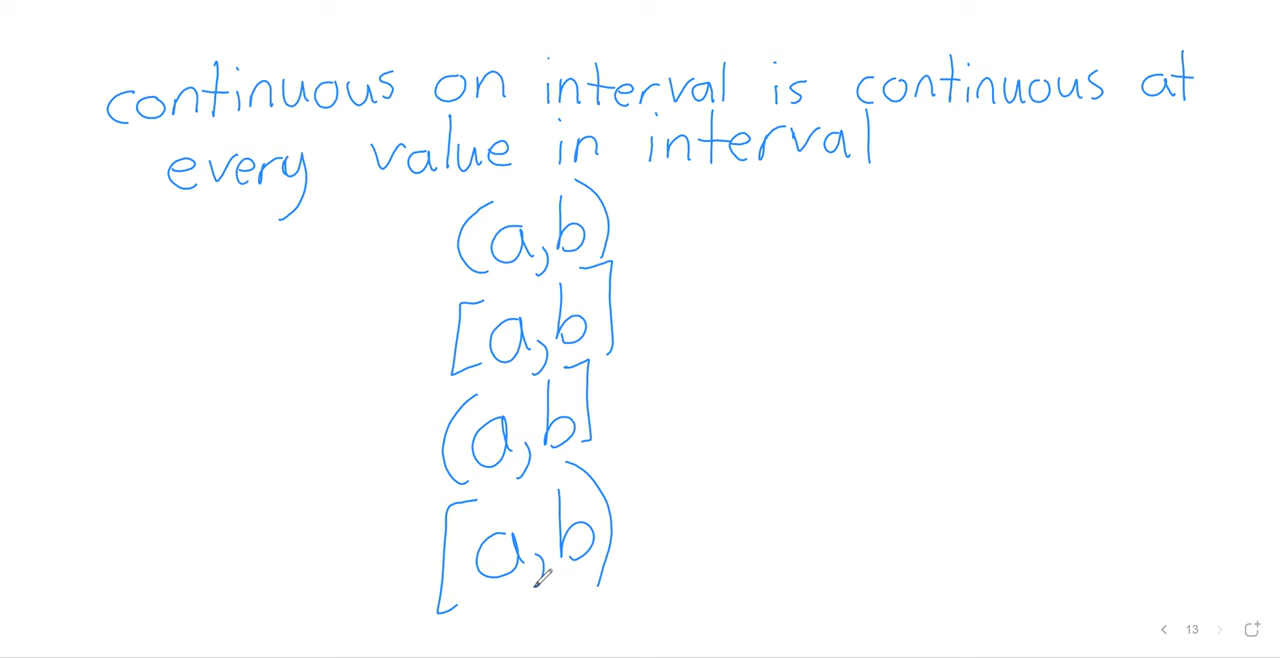 continuous on interval is continuous at
every value in interval
(a,b)
[a,b]
(a,b]
[a,b)
13